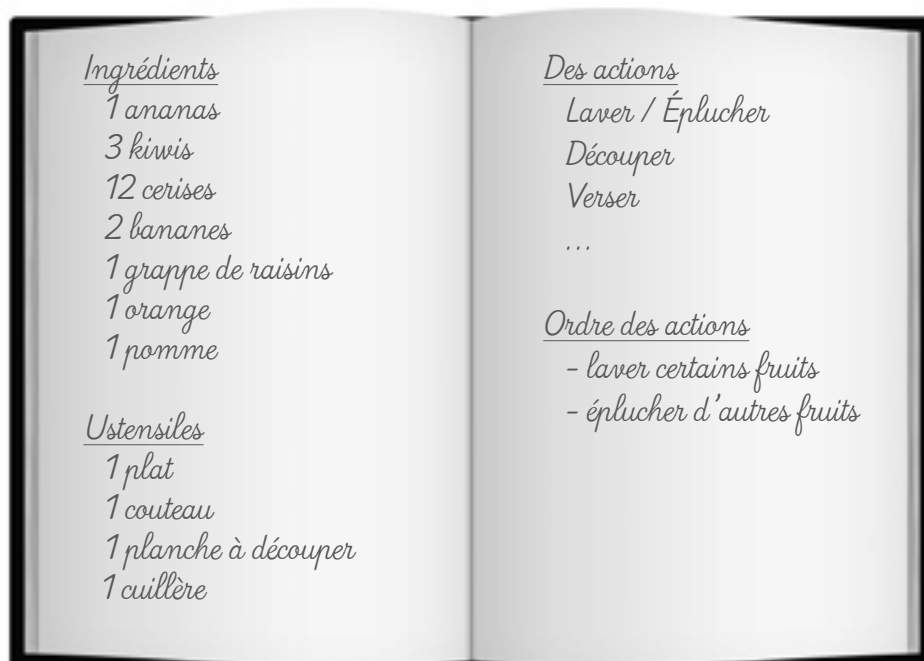 Ingrédients
1 ananas
3 kiwis
12 cerises
2 bananes
1 grappe de raisins
1 orange
1 pomme
Ustensiles
1 plat
1 couteau
1 planche à découper
1 cuillère
Des actions
Laver / Éplucher
Découper
Verser
...
Ordre des actions
- laver certains fruits
- éplucher d'autres fruits